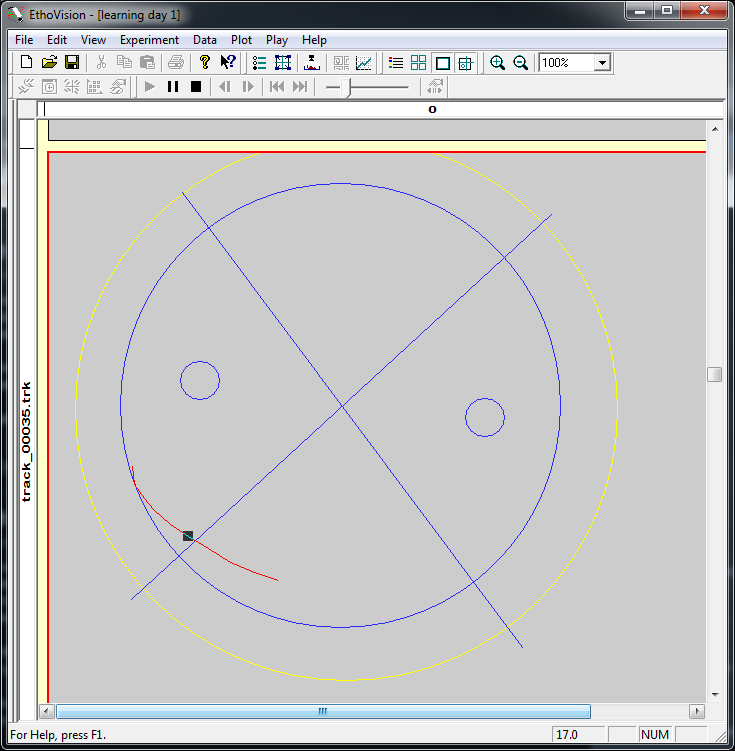 EthoVision - [learning day 1]
File Edit View Experiment Data Plot Play Help
100%
o
track_00035.trk
For Help, press F1.
17.0
NUM